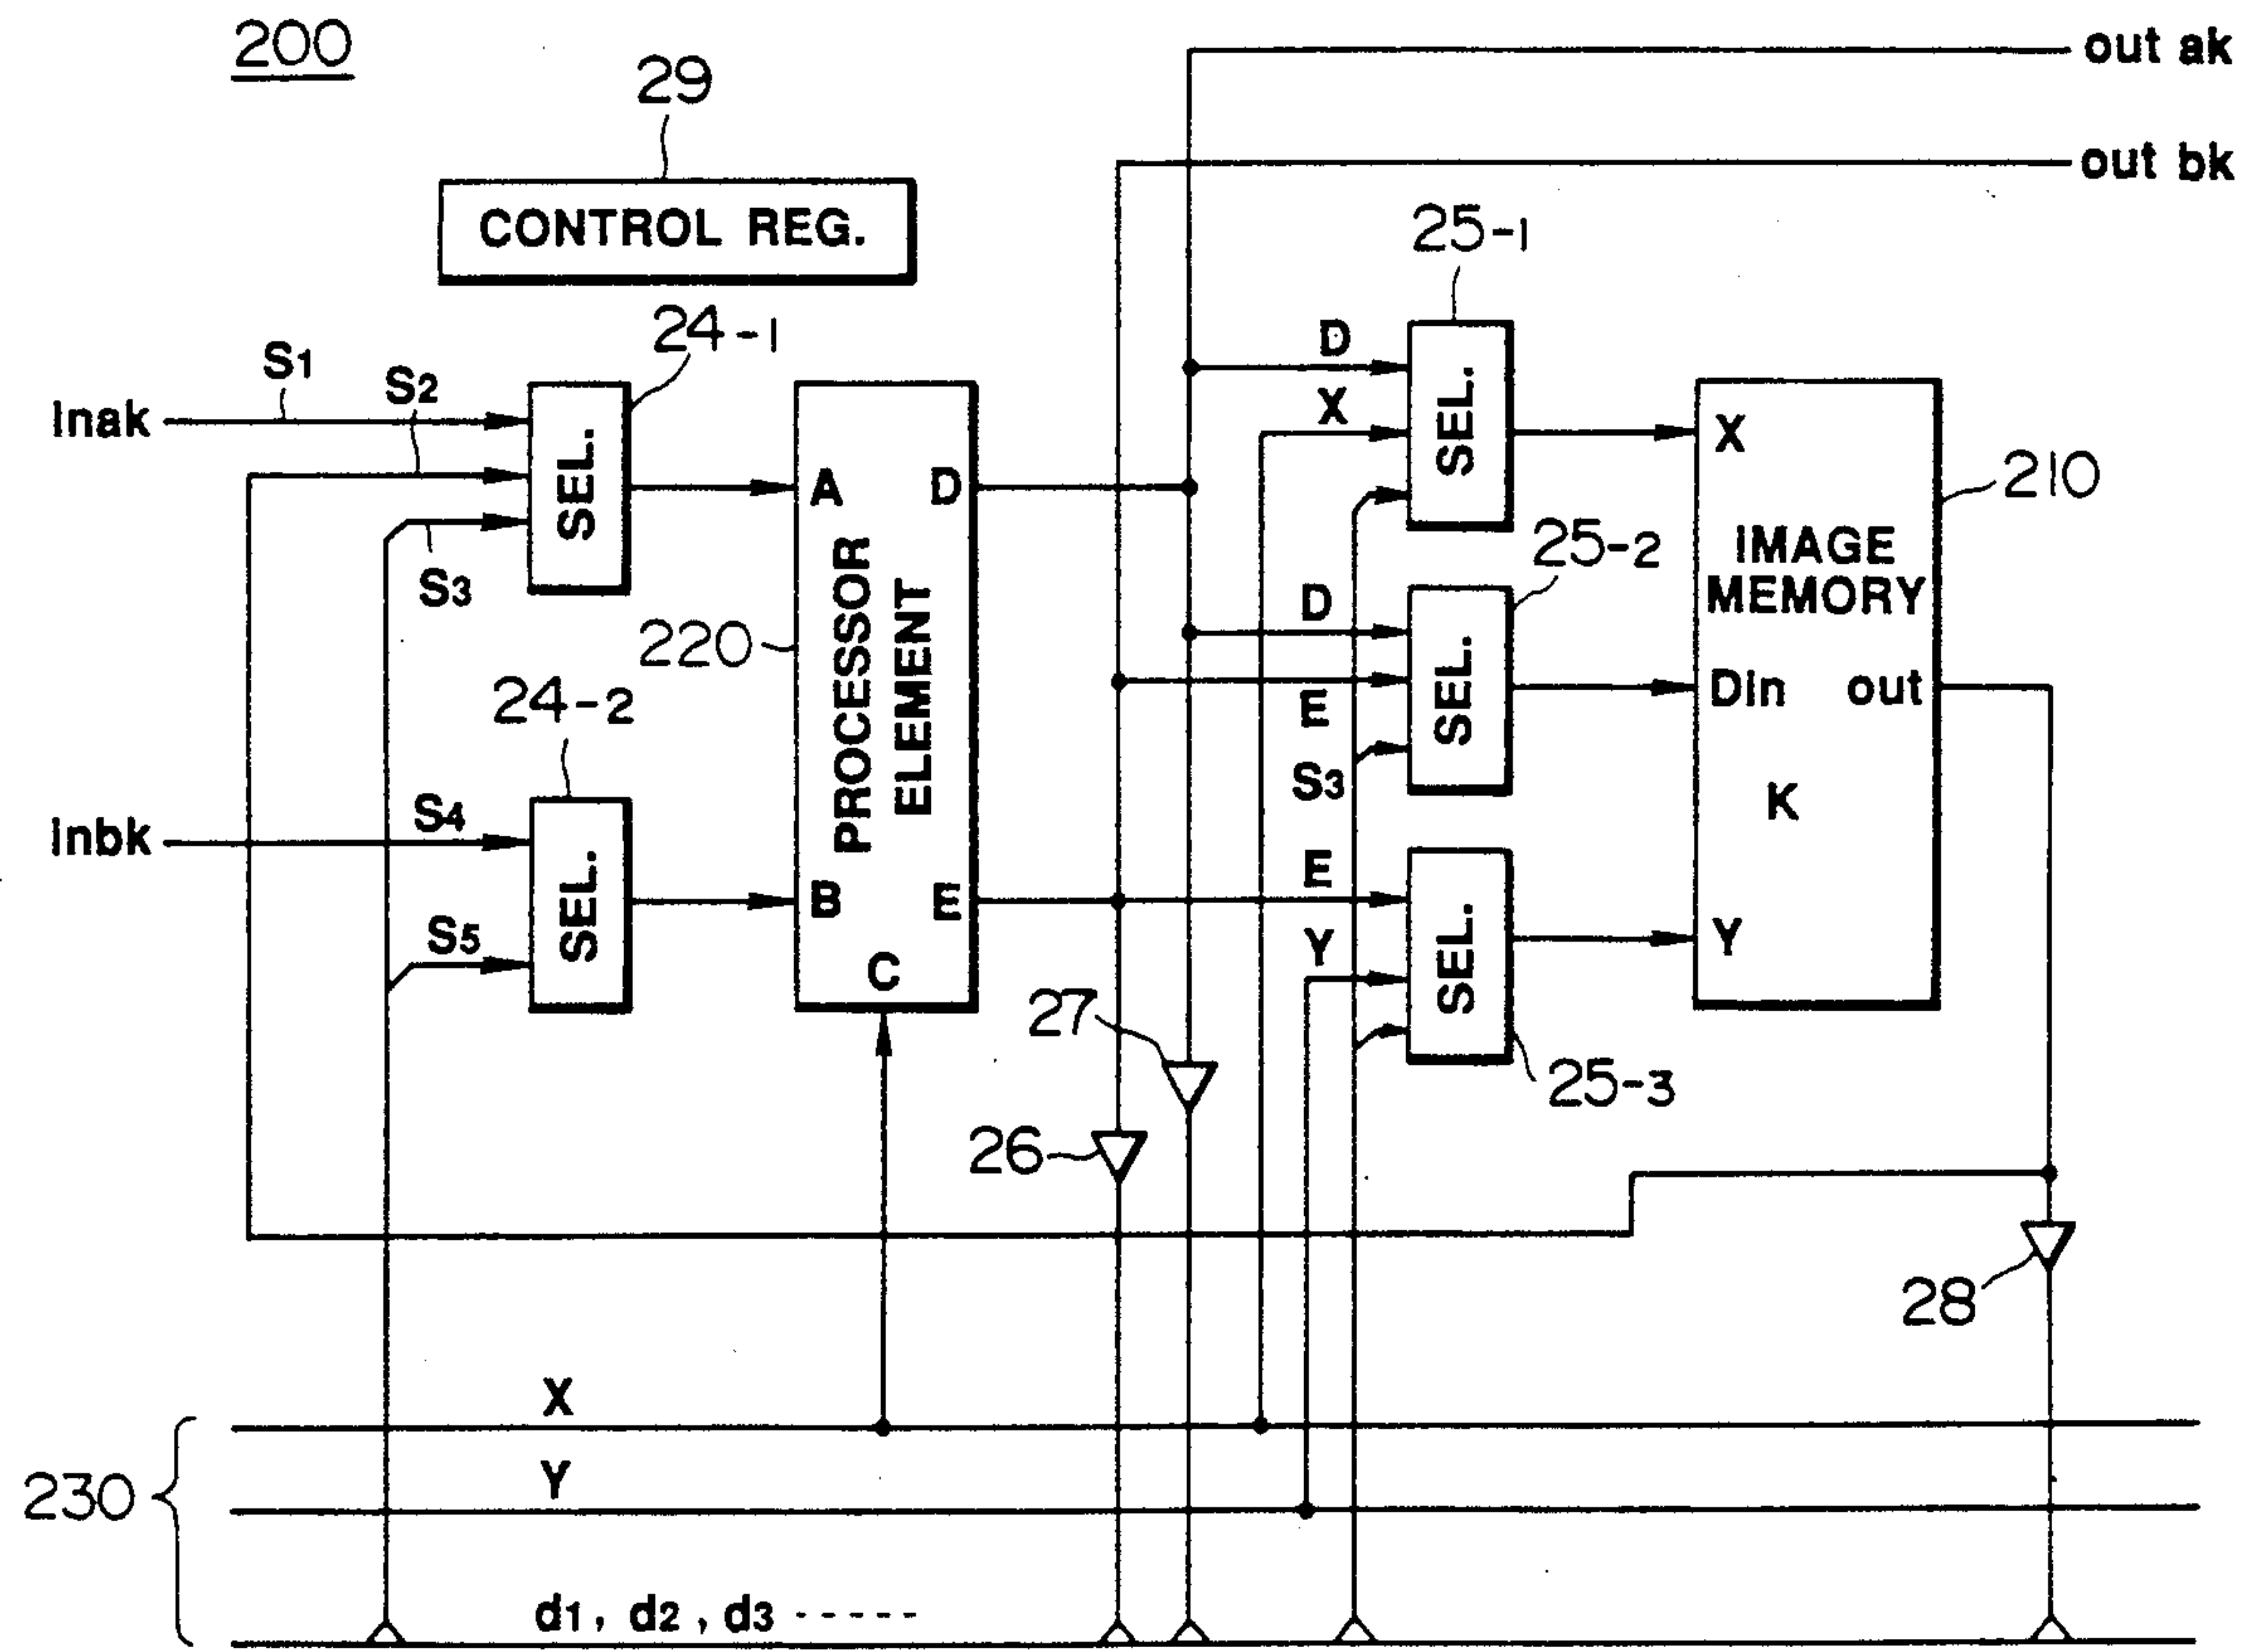 200
29
CONTROL REG.
out ak
out bk
24-1
25-1
S1
S2
S3
Inak
SEL.
A
D
PROCESSOR
ELEMENT
220
D
X
SEL.
X
210
IMAGE
MEMORY
25-2
D
E
S3
SEL.
Din
out
K
24-2
Inbk
S4
S5
SEL.
B
E
C
E
Y
SEL.
Y
25-3
27
26
28
X
Y
230
d1, d2, d3 -----